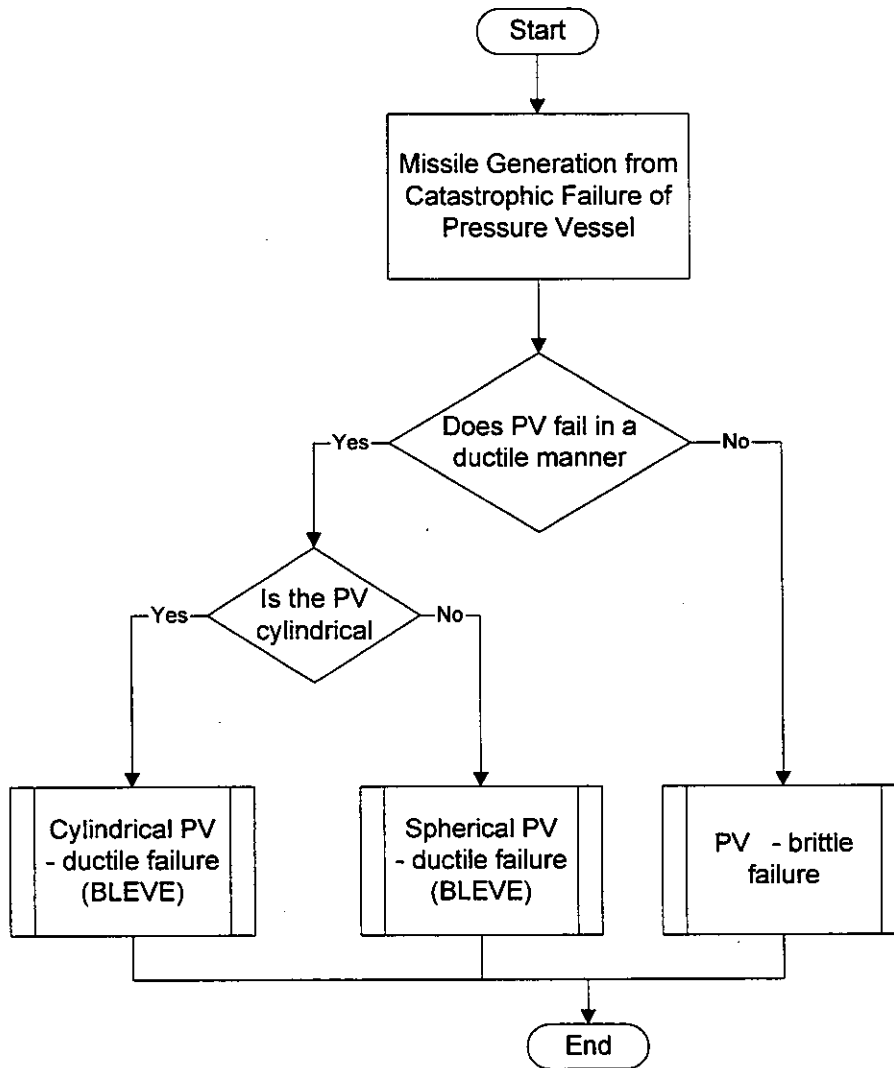 Start
Missile Generation from
Catastrophic Failure of
Pressure Vessel
Does PV fail in a
ductile manner
Yes
No
Is the PV
cylindrical
Yes
No
Cylindrical PV
- ductile failure
(BLEVE)
Spherical PV
- ductile failure
(BLEVE)
PV - brittle
failure
End